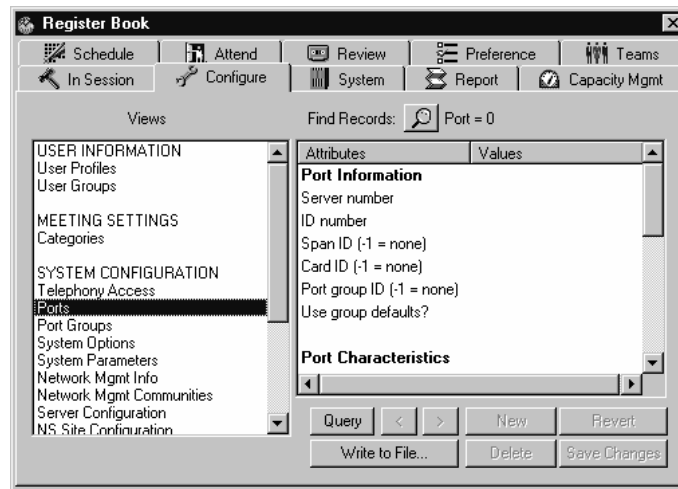 Register Book
Schedule Attend Review Preference Teams
In Session Configure System Report Capacity Mgmt
Views
Find Records: Port = 0
USER INFORMATION
User Profiles
User Groups
MEETING SETTINGS
Categories
SYSTEM CONFIGURATION
Telephony Access
Ports
Port Groups
System Options
System Parameters
Network Mgmt Info
Network Mgmt Communities
Server Configuration
NS Site Configuration
Attributes Values
Port Information
Server number
ID number
Span ID (-1 = none)
Card ID (-1 = none)
Port group ID (-1 = none)
Use group defaults?
Port Characteristics
Query < > New Revert
Write to File... Delete Save Changes